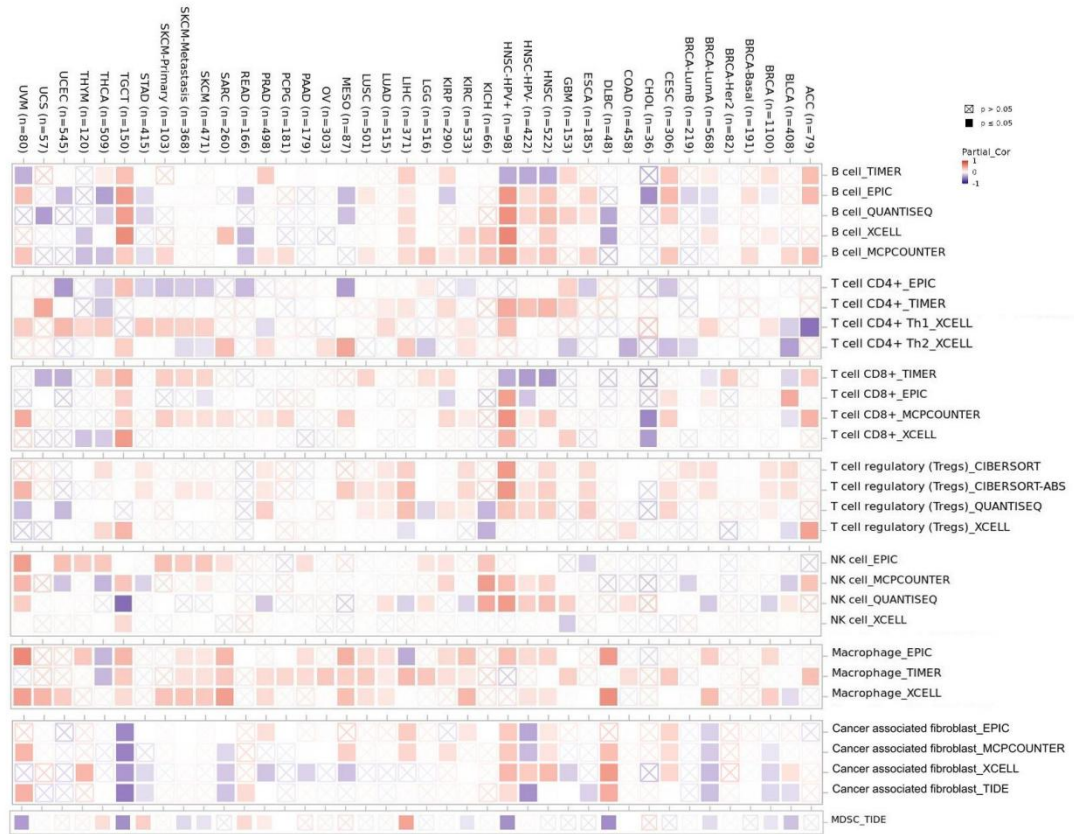 UVM (n=80)
UCS (n=57)
UCEC (n=545)
THYM (n=120)
THCA (n=509)
TGCT (n=150)
STAD (n=415)
SKCM-Primary (n=103)
SKCM-Metastasis (n=368)
SKCM (n=471)
SARC (n=260)
READ (n=166)
PRAD (n=498)
PCPG (n=181)
PAAD (n=179)
OV (n=303)
MESO (n=87)
LUSC (n=501)
LUAD (n=515)
LIHC (n=371)
LGG (n=516)
KIRP (n=290)
KIRC (n=533)
KICH (n=66)
HNSC-HPV+ (n=98)
HNSC-HPV- (n=422)
HNSC (n=522)
GBM (n=153)
ESCA (n=185)
DLBC (n=48)
COAD (n=458)
CHOL (n=36)
CESC (n=306)
BRCA-LumB (n=219)
BRCA-LumA (n=568)
BRCA-Her2 (n=82)
BRCA-Basal (n=191)
BRCA (n=1100)
BLCA (n=408)
ACC (n=79)
p > 0.05
p ≤ 0.05
Partial_Cor
1
0
-1
B cell_TIMER
B cell_EPIC
B cell_QUANTISEQ
B cell_XCELL
B cell_MCPCOUNTER
T cell CD4+_EPIC
T cell CD4+_TIMER
T cell CD4+ Th1_XCELL
T cell CD4+ Th2_XCELL
T cell CD8+_TIMER
T cell CD8+_EPIC
T cell CD8+_MCPCOUNTER
T cell CD8+_XCELL
T cell regulatory (Tregs)_CIBERSORT
T cell regulatory (Tregs)_CIBERSORT-ABS
T cell regulatory (Tregs)_QUANTISEQ
T cell regulatory (Tregs)_XCELL
NK cell_EPIC
NK cell_MCPCOUNTER
NK cell_QUANTISEQ
NK cell_XCELL
Macrophage_EPIC
Macrophage_TIMER
Macrophage_XCELL
Cancer associated fibroblast_EPIC
Cancer associated fibroblast_MCPCOUNTER
Cancer associated fibroblast_XCELL
Cancer associated fibroblast_TIDE
MDSC_TIDE